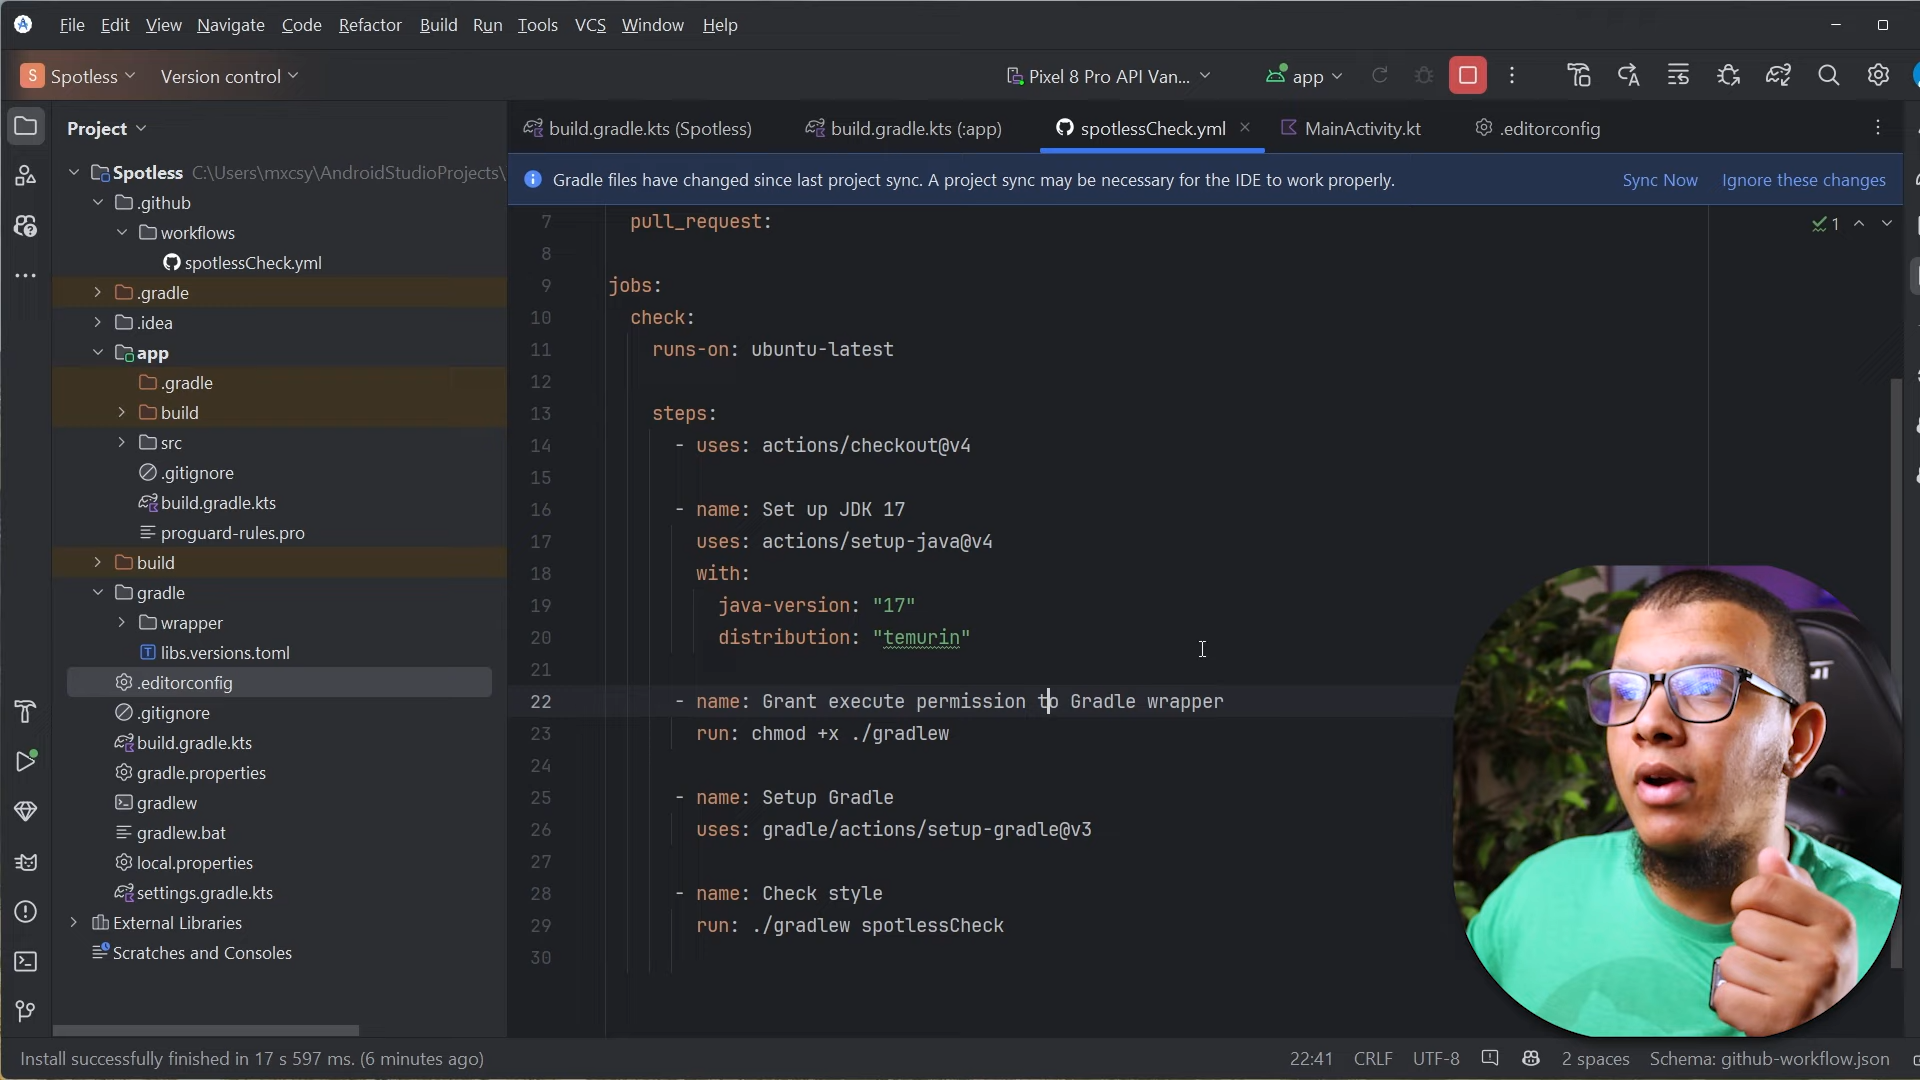 File Edit View Navigate Code Refactor Build Run Tools VCS Window Help
S Spotless Version control Pixel 8 Pro API Van... app
Project
build.gradle.kts (Spotless) build.gradle.kts (:app) spotlessCheck.yml MainActivity.kt .editorconfig
Gradle files have changed since last project sync. A project sync may be necessary for the IDE to work properly. Sync Now Ignore these changes
Spotless C:\Users\mxcsy\AndroidStudioProjects\
.github
workflows
spotlessCheck.yml
.gradle
.idea
app
.gradle
build
src
.gitignore
build.gradle.kts
proguard-rules.pro
build
gradle
wrapper
libs.versions.toml
.editorconfig
.gitignore
build.gradle.kts
gradle.properties
gradlew
gradlew.bat
local.properties
settings.gradle.kts
External Libraries
Scratches and Consoles
1
7 pull_request:
8
9 jobs:
10 check:
11 runs-on: ubuntu-latest
12
13 steps:
14 - uses: actions/checkout@v4
15
16 - name: Set up JDK 17
17 uses: actions/setup-java@v4
18 with:
19 java-version: "17"
20 distribution: "temurin"
21
22 - name: Grant execute permission to Gradle wrapper
23 run: chmod +x ./gradlew
24
25 - name: Setup Gradle
26 uses: gradle/actions/setup-gradle@v3
27
28 - name: Check style
29 run: ./gradlew spotlessCheck
30
Install successfully finished in 17 s 597 ms. (6 minutes ago) 22:41 CRLF UTF-8 2 spaces Schema: github-workflow.json